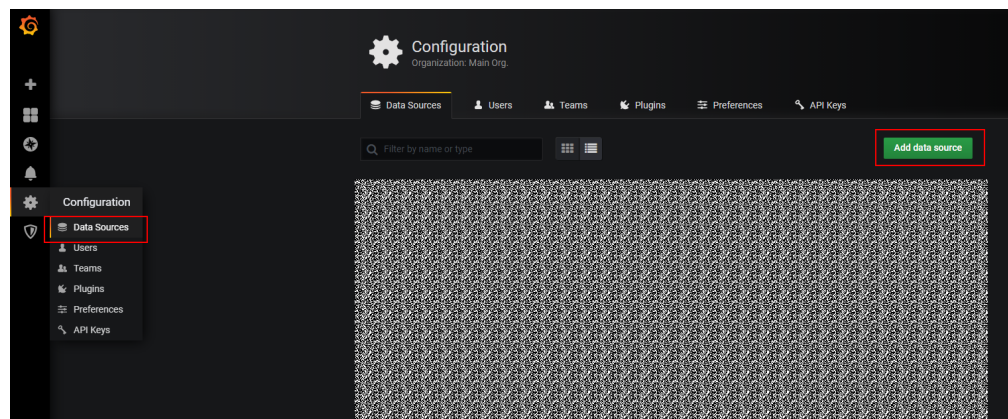 Configuration
Organization: Main Org.
Data Sources Users Teams Plugins Preferences API Keys
Filter by name or type
Add data source
Configuration
Data Sources
Users
Teams
Plugins
Preferences
API Keys